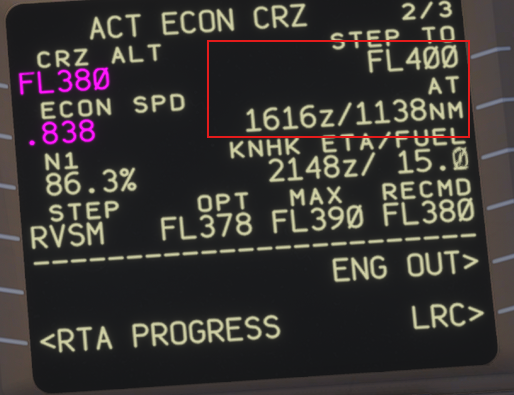 ACT ECON CRZ 2/3
CRZ ALT STEP TO
FL380 FL400
ECON SPD AT
.838 1616z/1138NM
N1 KNHK ETA/FUEL
86.3% 2148z/ 15.0
STEP OPT MAX RECMD
RVSM FL378 FL390 FL380
--------------------
ENG OUT>
<RTA PROGRESS LRC>